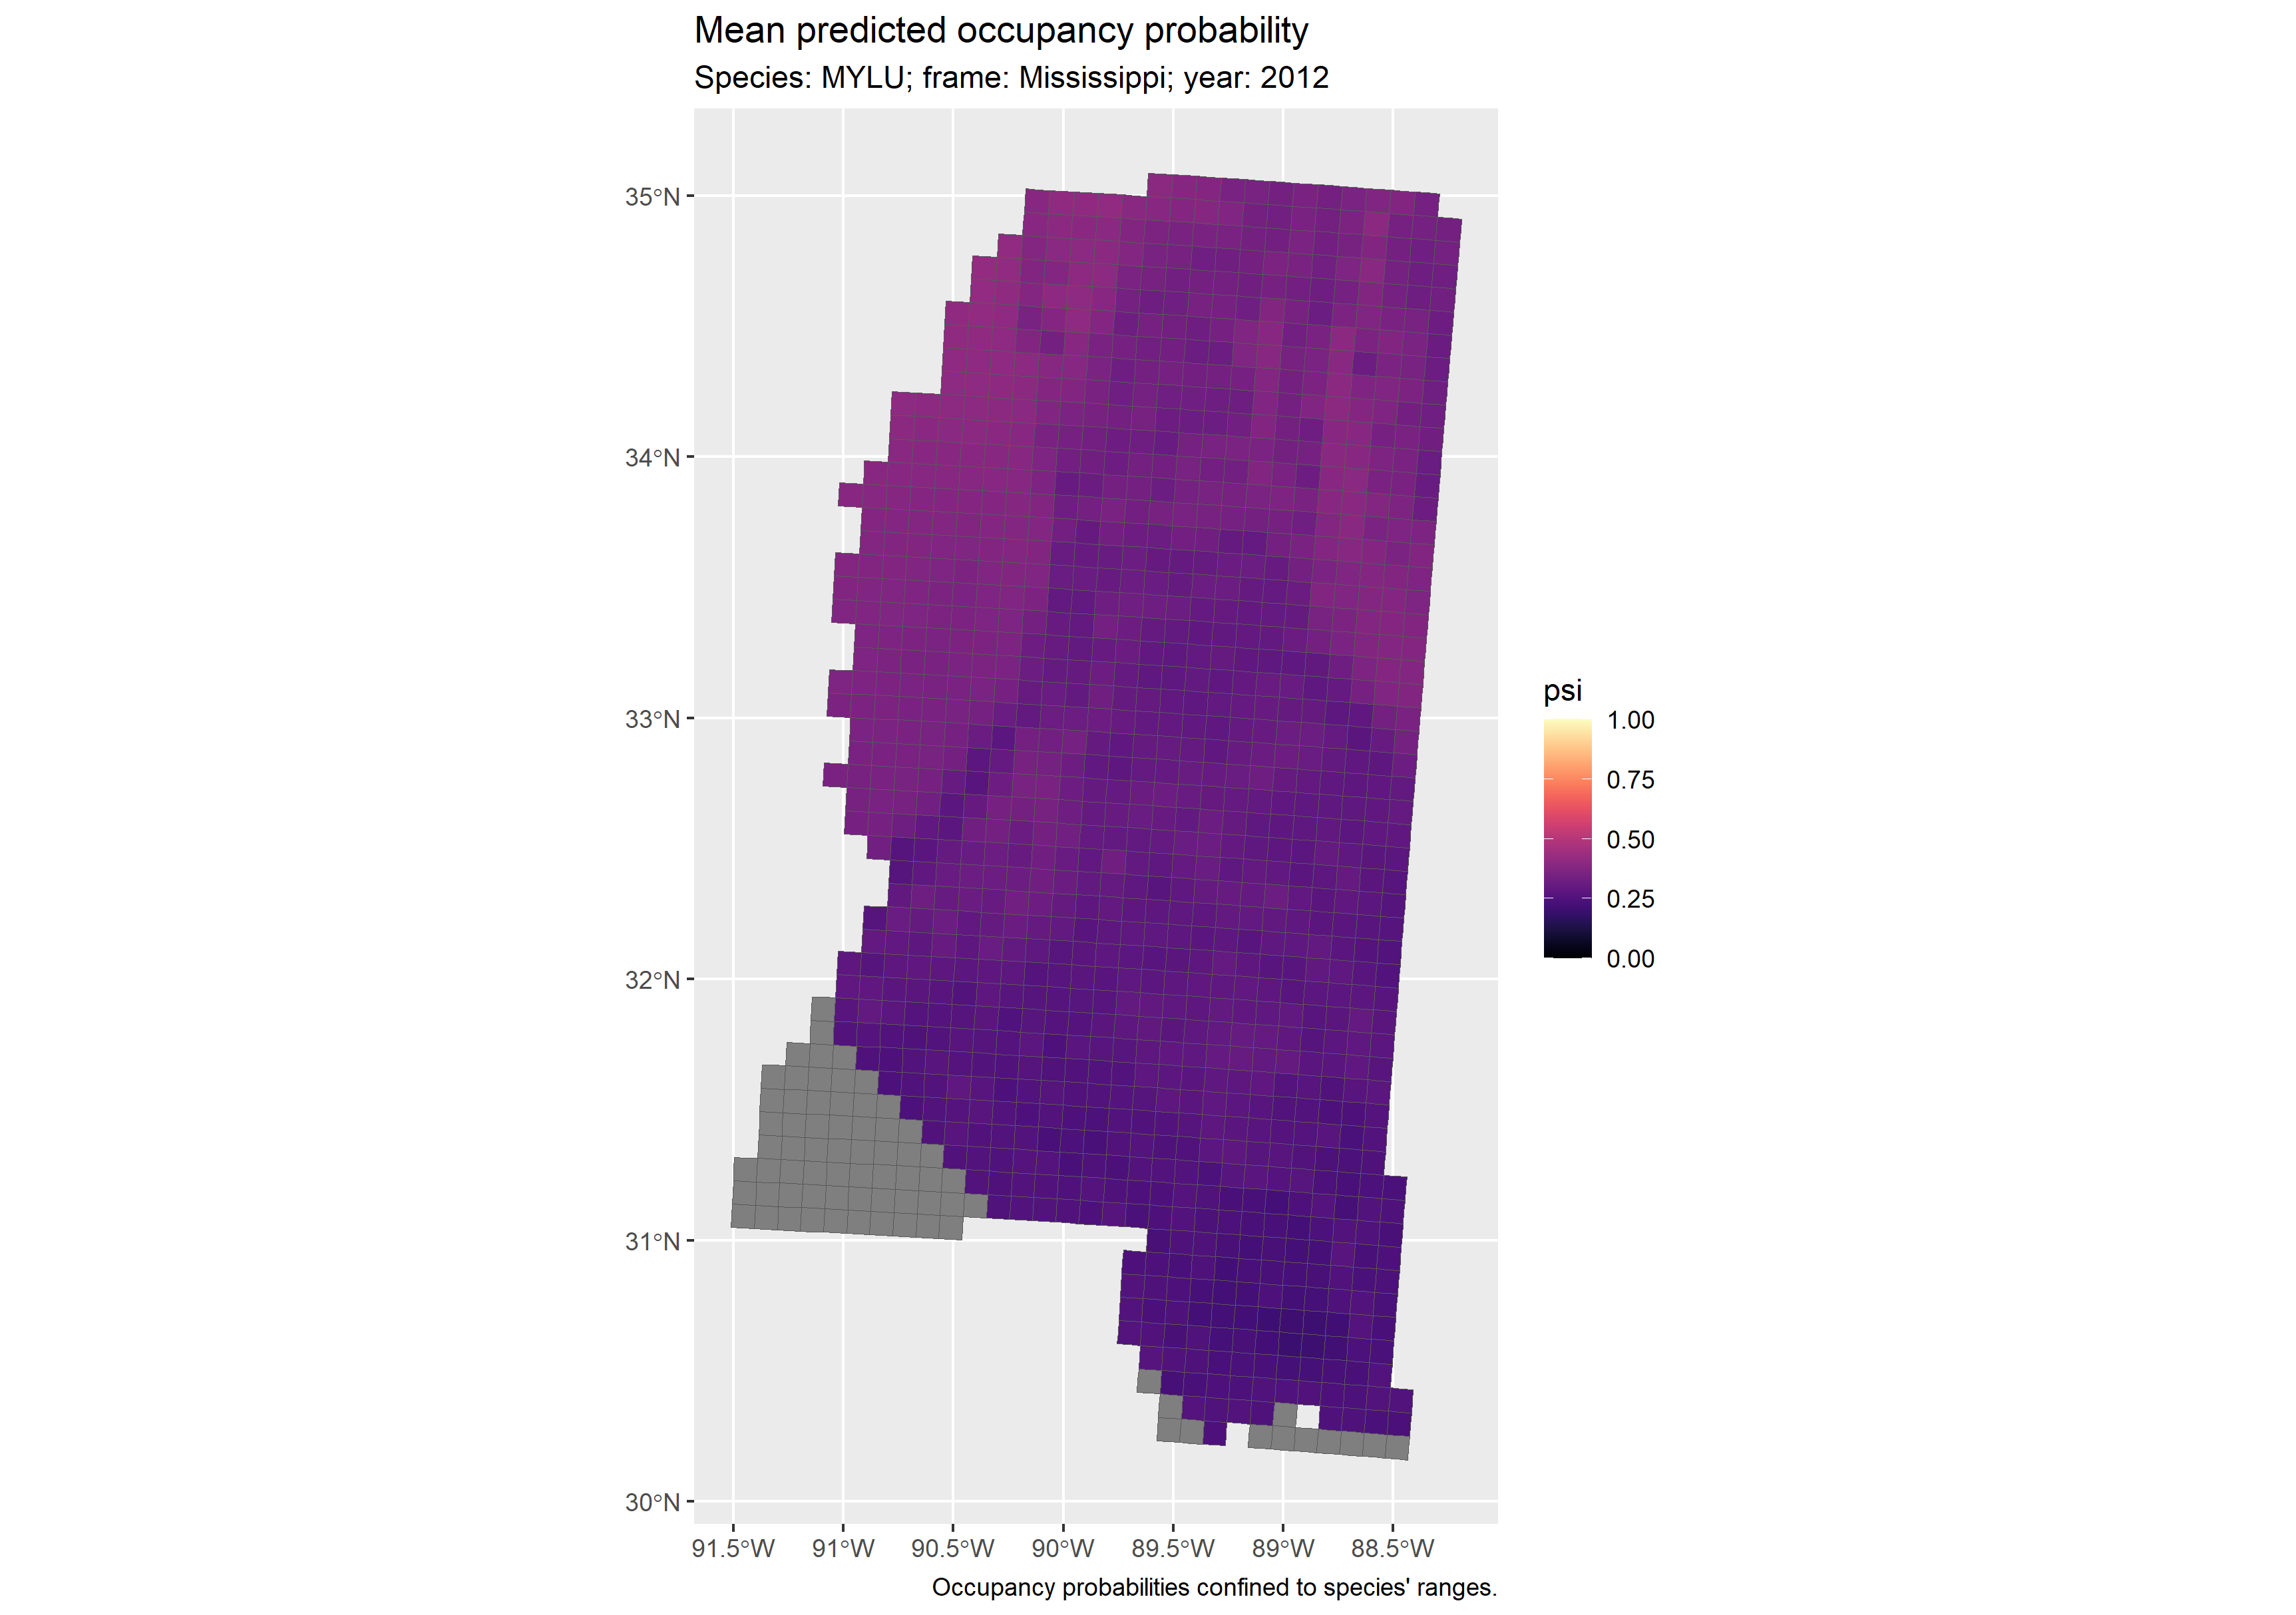 Mean predicted occupancy probability
Species: MYLU; frame: Mississippi; year: 2012
35°N
34°N
33°N
32°N
31°N
30°N
91.5°W
91°W
90.5°W
90°W
89.5°W
89°W
88.5°W
psi
1.00
0.75
0.50
0.25
0.00
Occupancy probabilities confined to species' ranges.